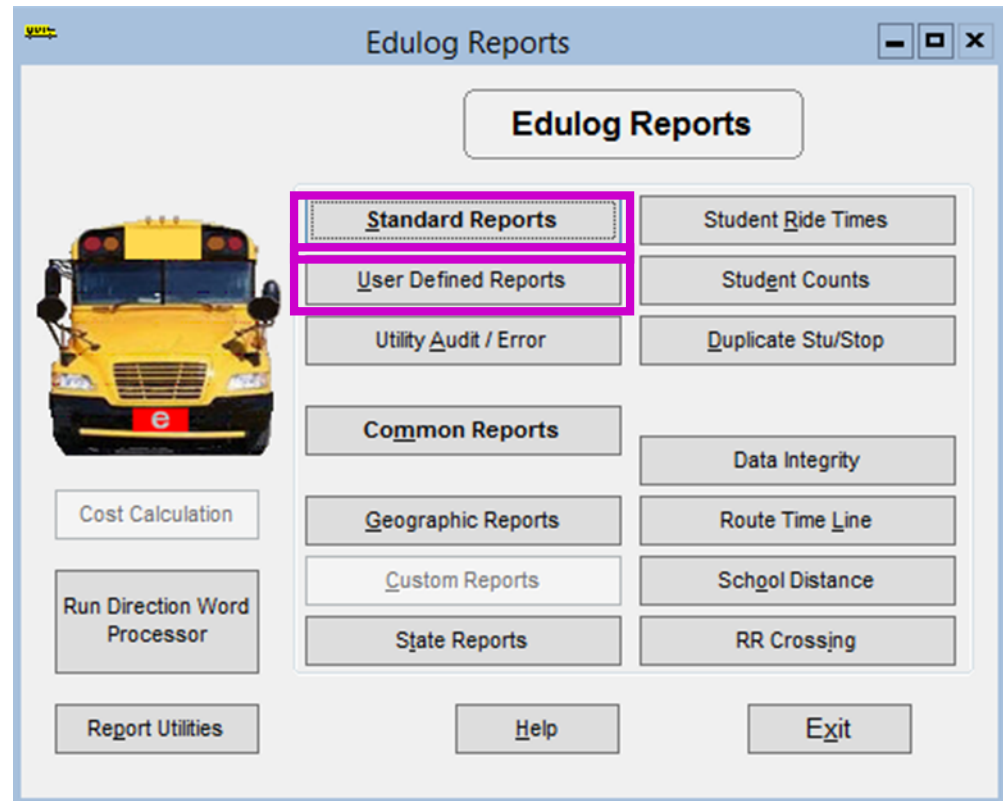 Edulog Reports
Edulog Reports
Standard Reports
Student Ride Times
User Defined Reports
Student Counts
Utility Audit / Error
Duplicate Stu/Stop
Common Reports
Data Integrity
Cost Calculation
Geographic Reports
Route Time Line
Custom Reports
School Distance
Run Direction Word
Processor
State Reports
RR Crossing
Report Utilities
Help
Exit
e